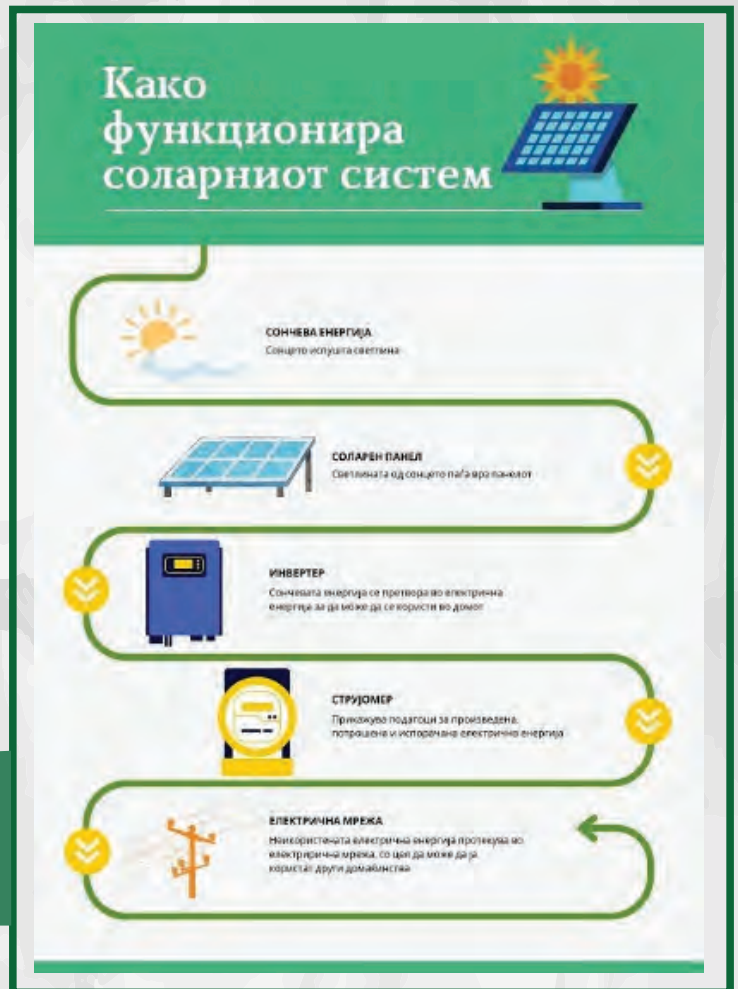 Како
функционира
соларниот систем
СОНЧЕВА ЕНЕРГИЈА
Сонцето испушта светлина
СОЛАРЕН ПАНЕЛ
Светлината од сонцето паѓа врз панелот
ИНВЕРТЕР
Сончевата енергија се претвора во електрична
енергија за да може да се користи во домот
СТРУЈОМЕР
Прикажува податоци за произведена,
потрошена и испорачана електрично енергија
ЕЛЕКТРИЧНА МРЕЖА
Неискористената електрична енергија протекува во
електрирична мрежа, со цел да може да ја
користат други домаќинства